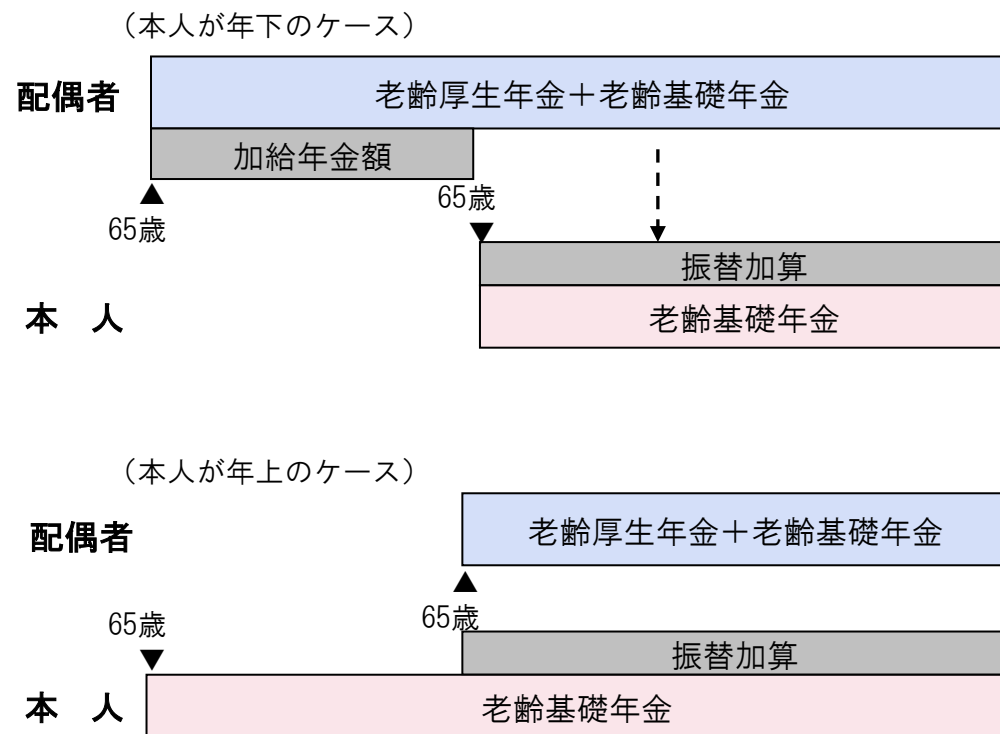 （本人が年下のケース）
配偶者
老齢厚生年金＋老齢基礎年金
加給年金額
65歳
65歳
振替加算
本　人
老齢基礎年金
（本人が年上のケース）
配偶者
老齢厚生年金＋老齢基礎年金
65歳
65歳
振替加算
本　人
老齢基礎年金